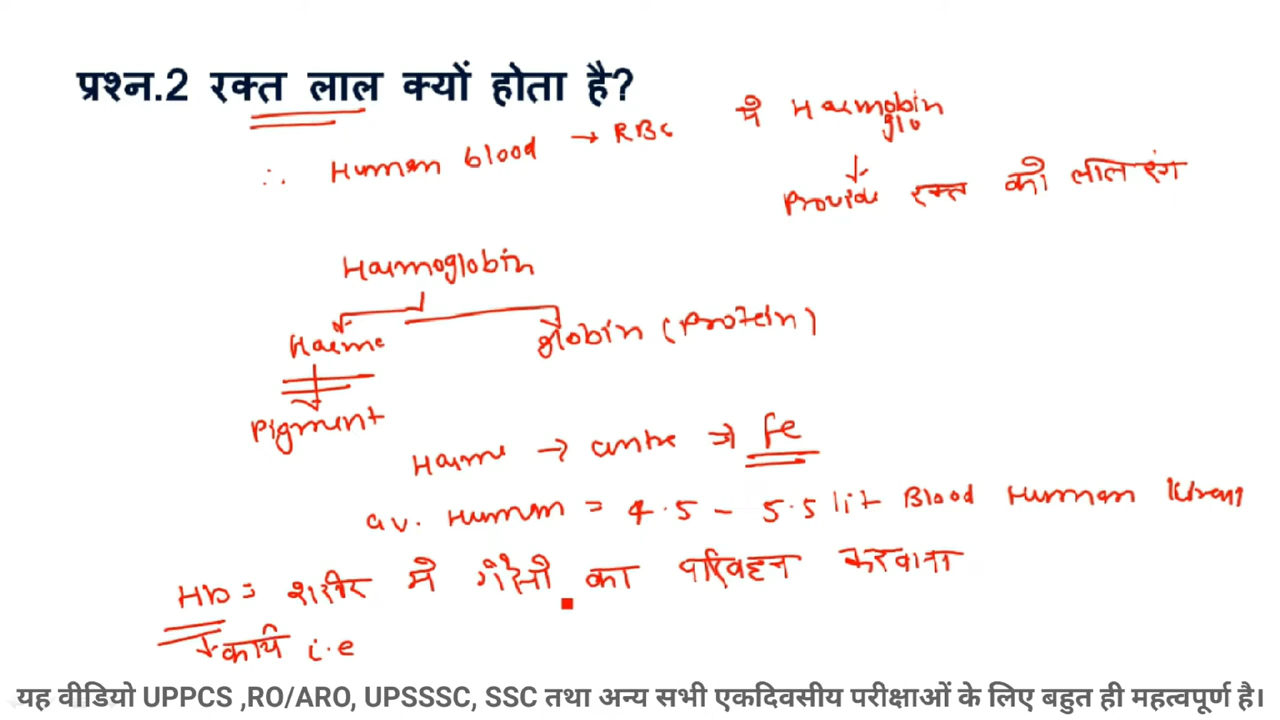 प्रश्न.2 रक्त लाल क्यों होता है?
∴ Human blood → RBC में Haemobin
glo
Provide रक्त को लाल रंग
Haemoglobin
Haeme globin (Protein)
Pigment
Haeme → centre → Fe
av. Human = 4.5 - 5.5 lit Blood Human
Hb = शरीर में गैसों का परिवहन करवाना
कार्य i.e
यह वीडियो UPPCS ,RO/ARO, UPSSSC, SSC तथा अन्य सभी एकदिवसीय परीक्षाओं के लिए बहुत ही महत्वपूर्ण है।